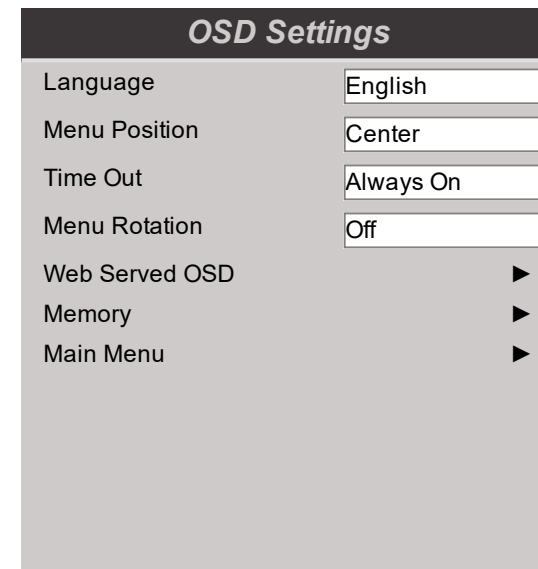 OSD Settings
Language English
Menu Position Center
Time Out Always On
Menu Rotation Off
Web Served OSD ►
Memory ►
Main Menu ►